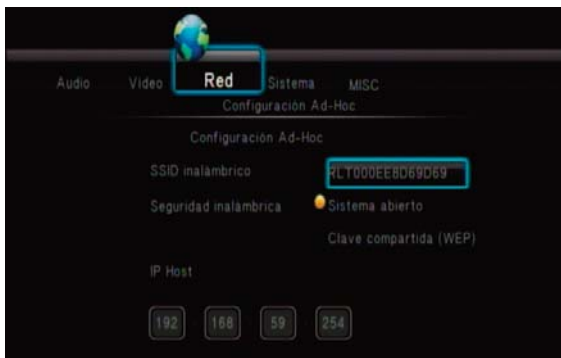 Audio Video Red Sistema MISC
Configuración Ad-Hoc
Configuración Ad-Hoc
SSID inalámbrico RLT000EE8D69D69
Seguridad inalámbrica Sistema abierto
Clave compartida (WEP)
IP Host
192 168 59 254